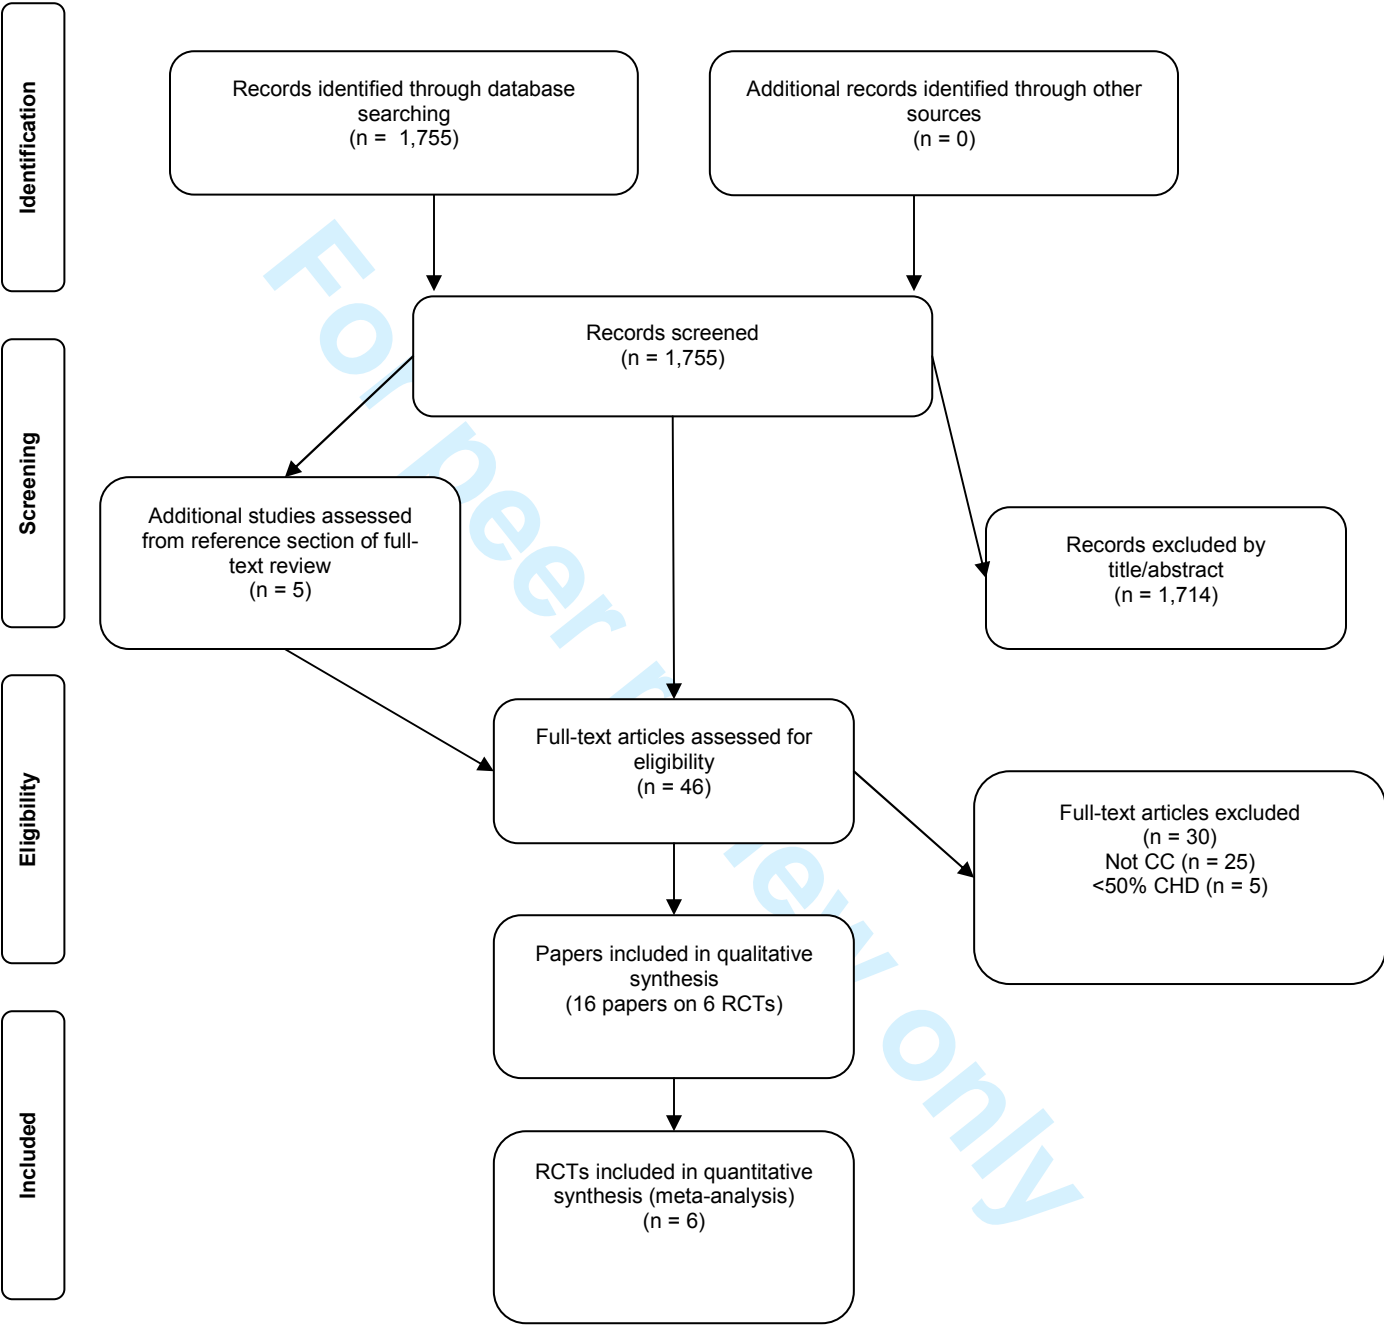 Identification
Records identified through database
searching
(n = 1,755)
Additional records identified through other
sources
(n = 0)
Records screened
(n = 1,755)
Screening
Additional studies assessed
from reference section of full-
text review
(n = 5)
Records excluded by
title/abstract
(n = 1,714)
Eligibility
Full-text articles assessed for
eligibility
(n = 46)
Full-text articles excluded
(n = 30)
Not CC (n = 25)
<50% CHD (n = 5)
Papers included in qualitative
synthesis
(16 papers on 6 RCTs)
Included
RCTs included in quantitative
synthesis (meta-analysis)
(n = 6)
For peer review only